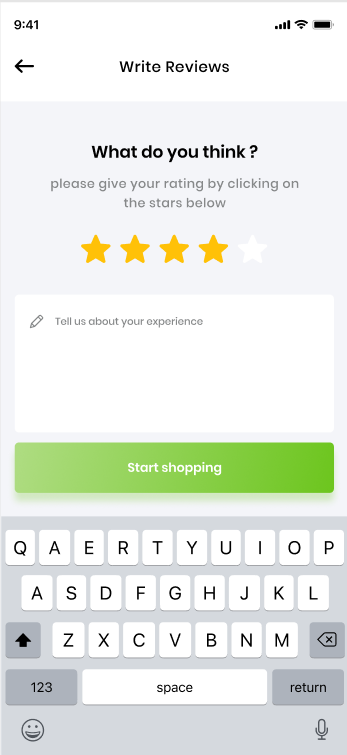 9:41
Write Reviews
What do you think ?
please give your rating by clicking on
the stars below
Tell us about your experience
Start shopping
Q A E R T Y U I O P
A S D F G H J K L
Z X C V B N M
123 space return